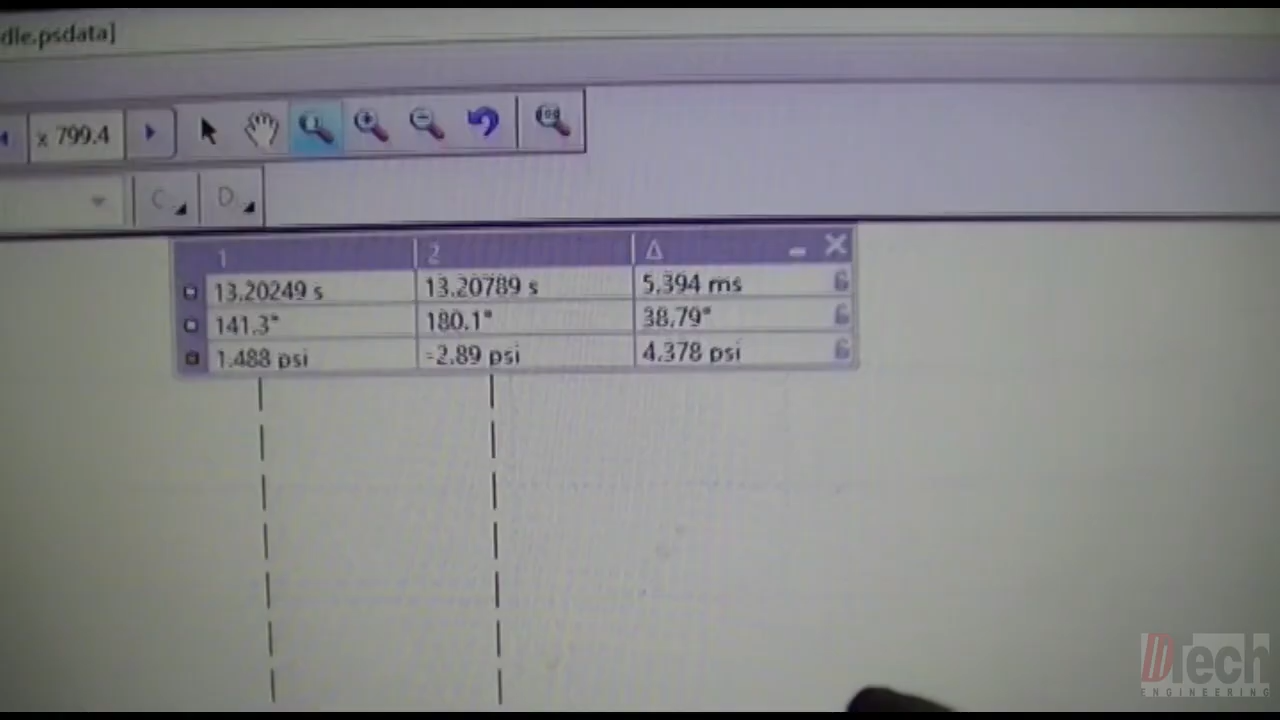 dle.psdata]
x 799.4
C D
1 2 Δ
13.20249 s 13.20789 s 5.394 ms
141.3° 180.1° 38.79°
1.488 psi -2.89 psi 4.378 psi
DTech
ENGINEERING